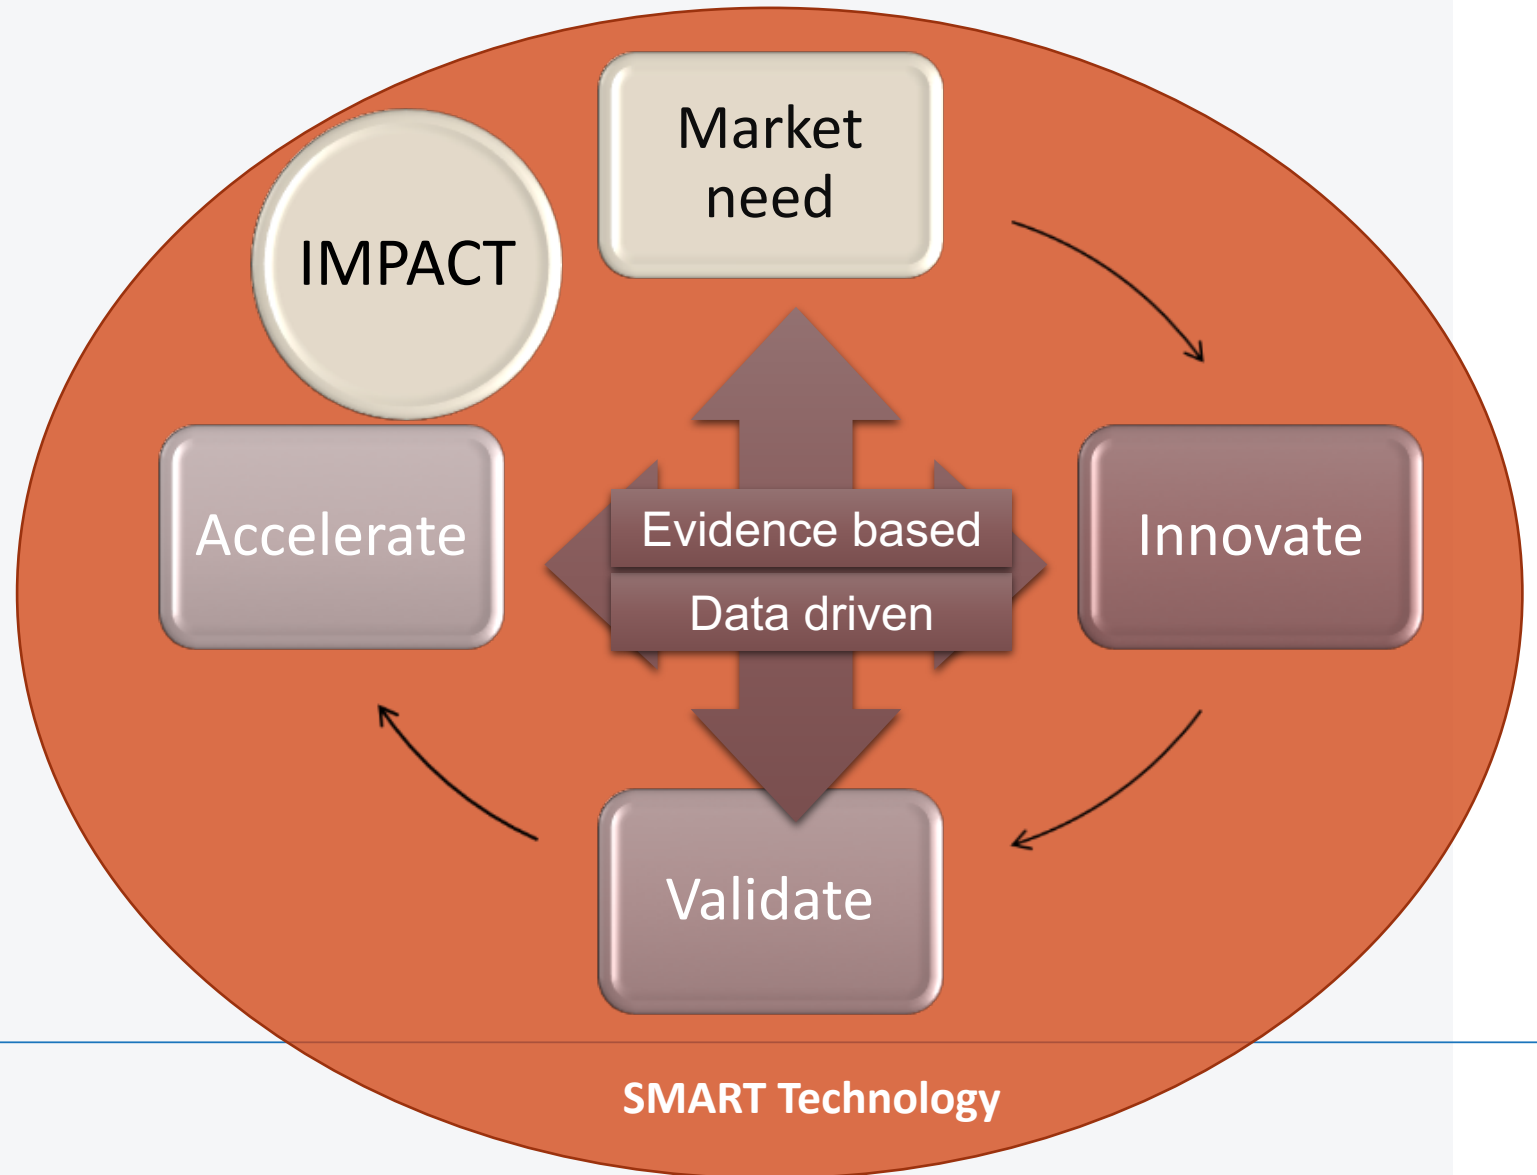 Market
need
IMPACT
Accelerate
Evidence based
Data driven
Innovate
Validate
SMART Technology